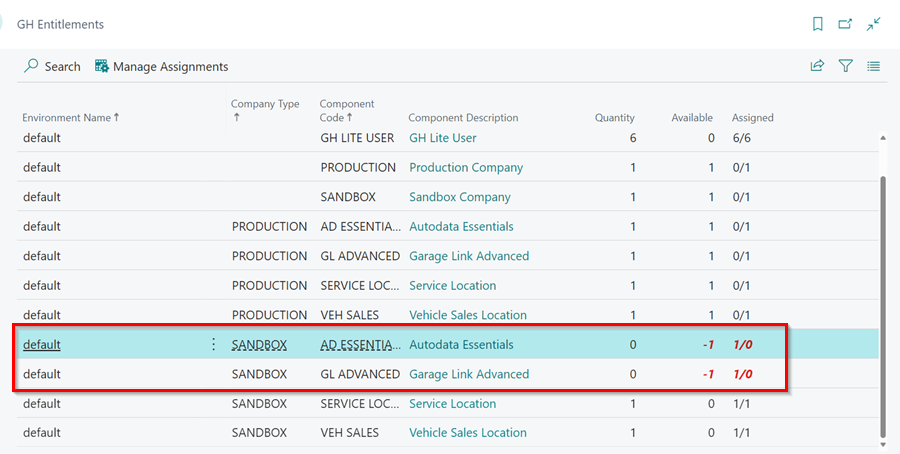 GH Entitlements
Search Manage Assignments
Environment Name↑ Company Type ↑ Component Code↑ Component Description Quantity Available Assigned
default GH LITE USER GH Lite User 6 0 6/6
default PRODUCTION Production Company 1 1 0/1
default SANDBOX Sandbox Company 1 1 0/1
default PRODUCTION AD ESSENTIA... Autodata Essentials 1 1 0/1
default PRODUCTION GL ADVANCED Garage Link Advanced 1 1 0/1
default PRODUCTION SERVICE LOC... Service Location 1 1 0/1
default PRODUCTION VEH SALES Vehicle Sales Location 1 1 0/1
default SANDBOX AD ESSENTIA... Autodata Essentials 0 -1 1/0
default SANDBOX GL ADVANCED Garage Link Advanced 0 -1 1/0
default SANDBOX SERVICE LOC... Service Location 1 0 1/1
default SANDBOX VEH SALES Vehicle Sales Location 1 0 1/1